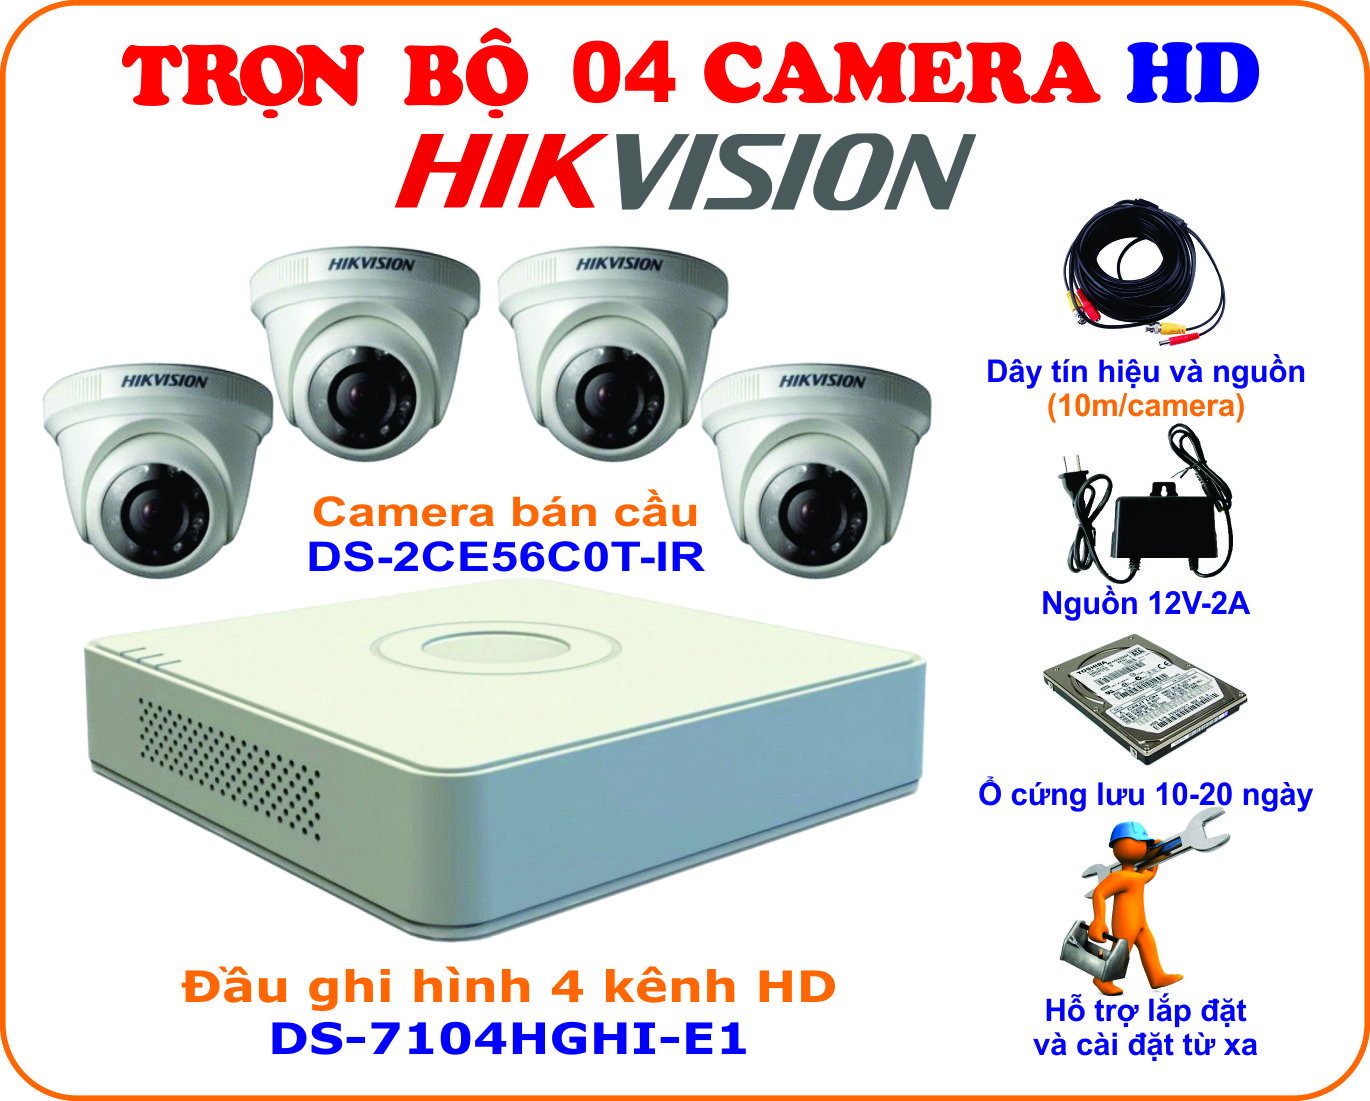 TRỌN BỘ 04 CAMERA HD
HIKVISION
HIKVISION
HIKVISION
HIKVISION
HIKVISION
Camera bán cầu
DS-2CE56C0T-IR
Đầu ghi hình 4 kênh HD
DS-7104HGHI-E1
Dây tín hiệu và nguồn
(10m/camera)
Nguồn 12V-2A
TOSHIBA
Ổ cứng lưu 10-20 ngày
Hỗ trợ lắp đặt
và cài đặt từ xa